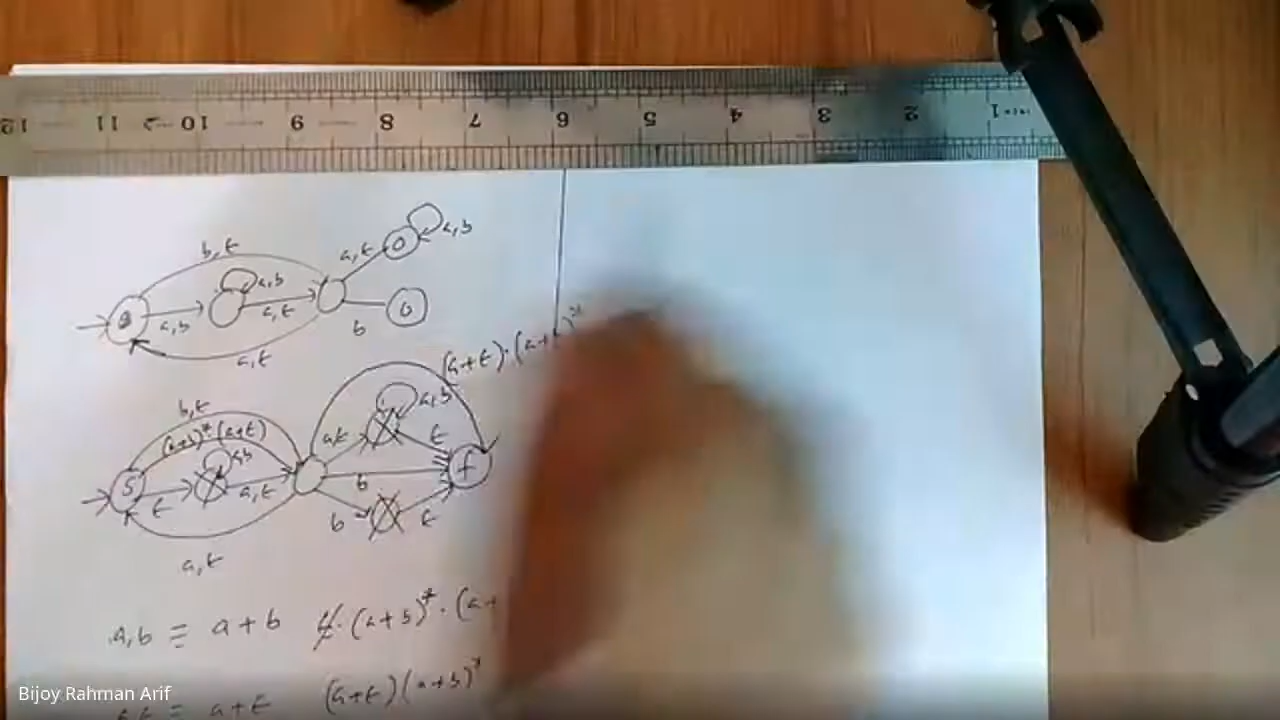 12 11 10 9 8 7 6 5 4 3 2 1
b, ε
a, ε
a, b
a, b
a, b
a, ε
b
a, ε
(a+ε)·(a+
b, ε
a, b
(a+b)*·(a+ε)
a,ε
ε
a,b
S
f
ε
a, ε
b
b
ε
a, ε
a,b = a+b
ε·(a+b)*·(a+
= a+ε
(a+ε)(a+b)*
Bijoy Rahman Arif